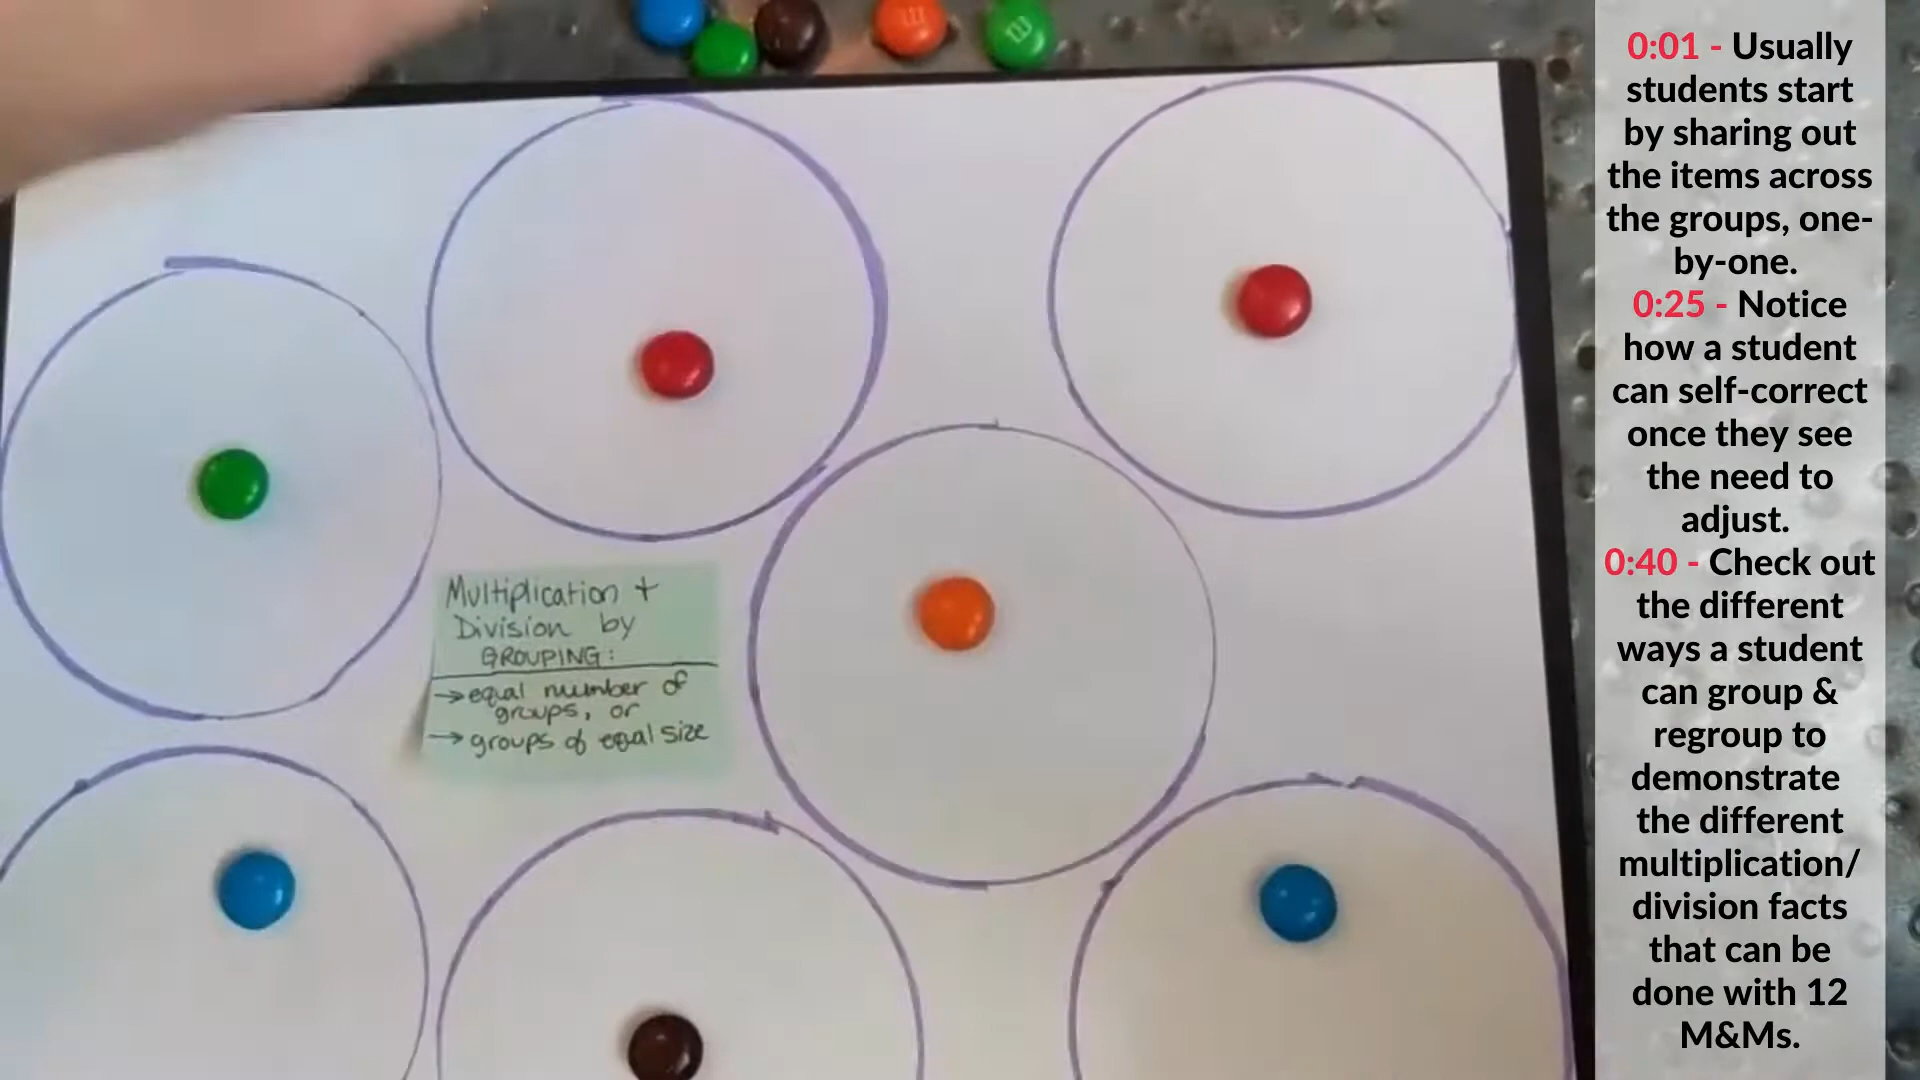 Multiplication +
Division by
GROUPING:
→ equal number of
groups, or
→ groups of equal size
0:01 - Usually
students start
by sharing out
the items across
the groups, one-
by-one.
0:25 - Notice
how a student
can self-correct
once they see
the need to
adjust.
0:40 - Check out
the different
ways a student
can group &
regroup to
demonstrate
the different
multiplication/
division facts
that can be
done with 12
M&Ms.
m
m